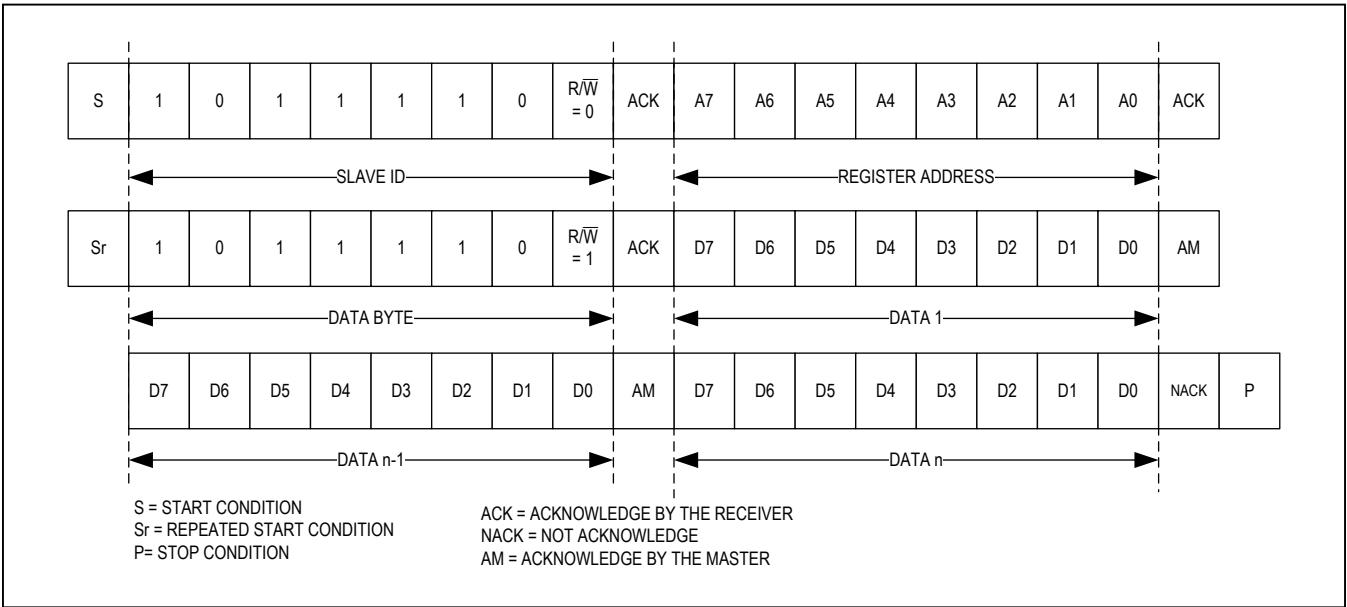 S 1 0 1 1 1 1 0 R/W̅ = 0 ACK A7 A6 A5 A4 A3 A2 A1 A0 ACK
SLAVE ID REGISTER ADDRESS
Sr 1 0 1 1 1 1 0 R/W̅ = 1 ACK D7 D6 D5 D4 D3 D2 D1 D0 AM
DATA BYTE DATA 1
D7 D6 D5 D4 D3 D2 D1 D0 AM D7 D6 D5 D4 D3 D2 D1 D0 NACK P
DATA n-1 DATA n
S = START CONDITION
Sr = REPEATED START CONDITION
P= STOP CONDITION
ACK = ACKNOWLEDGE BY THE RECEIVER
NACK = NOT ACKNOWLEDGE
AM = ACKNOWLEDGE BY THE MASTER